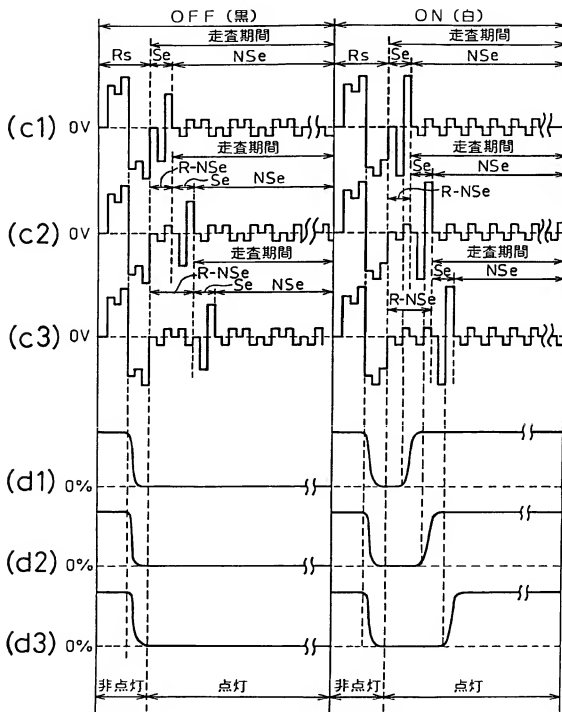 OFF (黒) ON (白)
走査期間 走査期間
Rs Se NSe Rs Se NSe
(c1) 0V
走査期間 走査期間
R-NSe Se NSe Se NSe
R-NSe
(c2) 0V
走査期間 走査期間
R-NSe Se NSe Se NSe
R-NSe
(c3) 0V
(d1) 0%
(d2) 0%
(d3) 0%
非点灯 点灯 非点灯 点灯